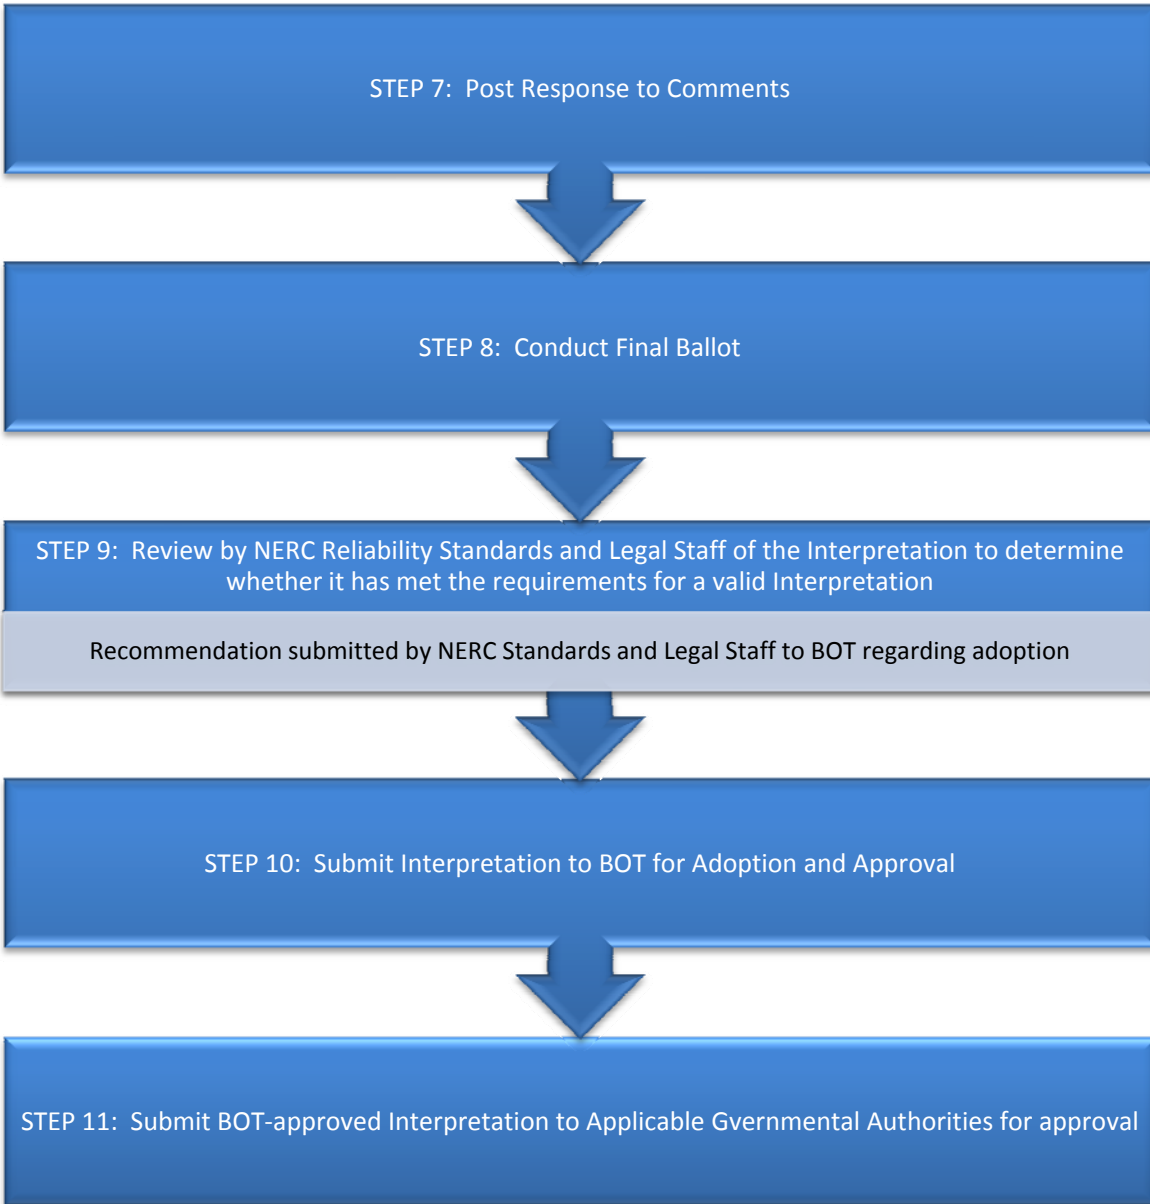 STEP 7: Post Response to Comments
STEP 8: Conduct Final Ballot
STEP 9: Review by NERC Reliability Standards and Legal Staff of the Interpretation to determine
whether it has met the requirements for a valid Interpretation
Recommendation submitted by NERC Standards and Legal Staff to BOT regarding adoption
STEP 10: Submit Interpretation to BOT for Adoption and Approval
STEP 11: Submit BOT-approved Interpretation to Applicable Gvernmental Authorities for approval